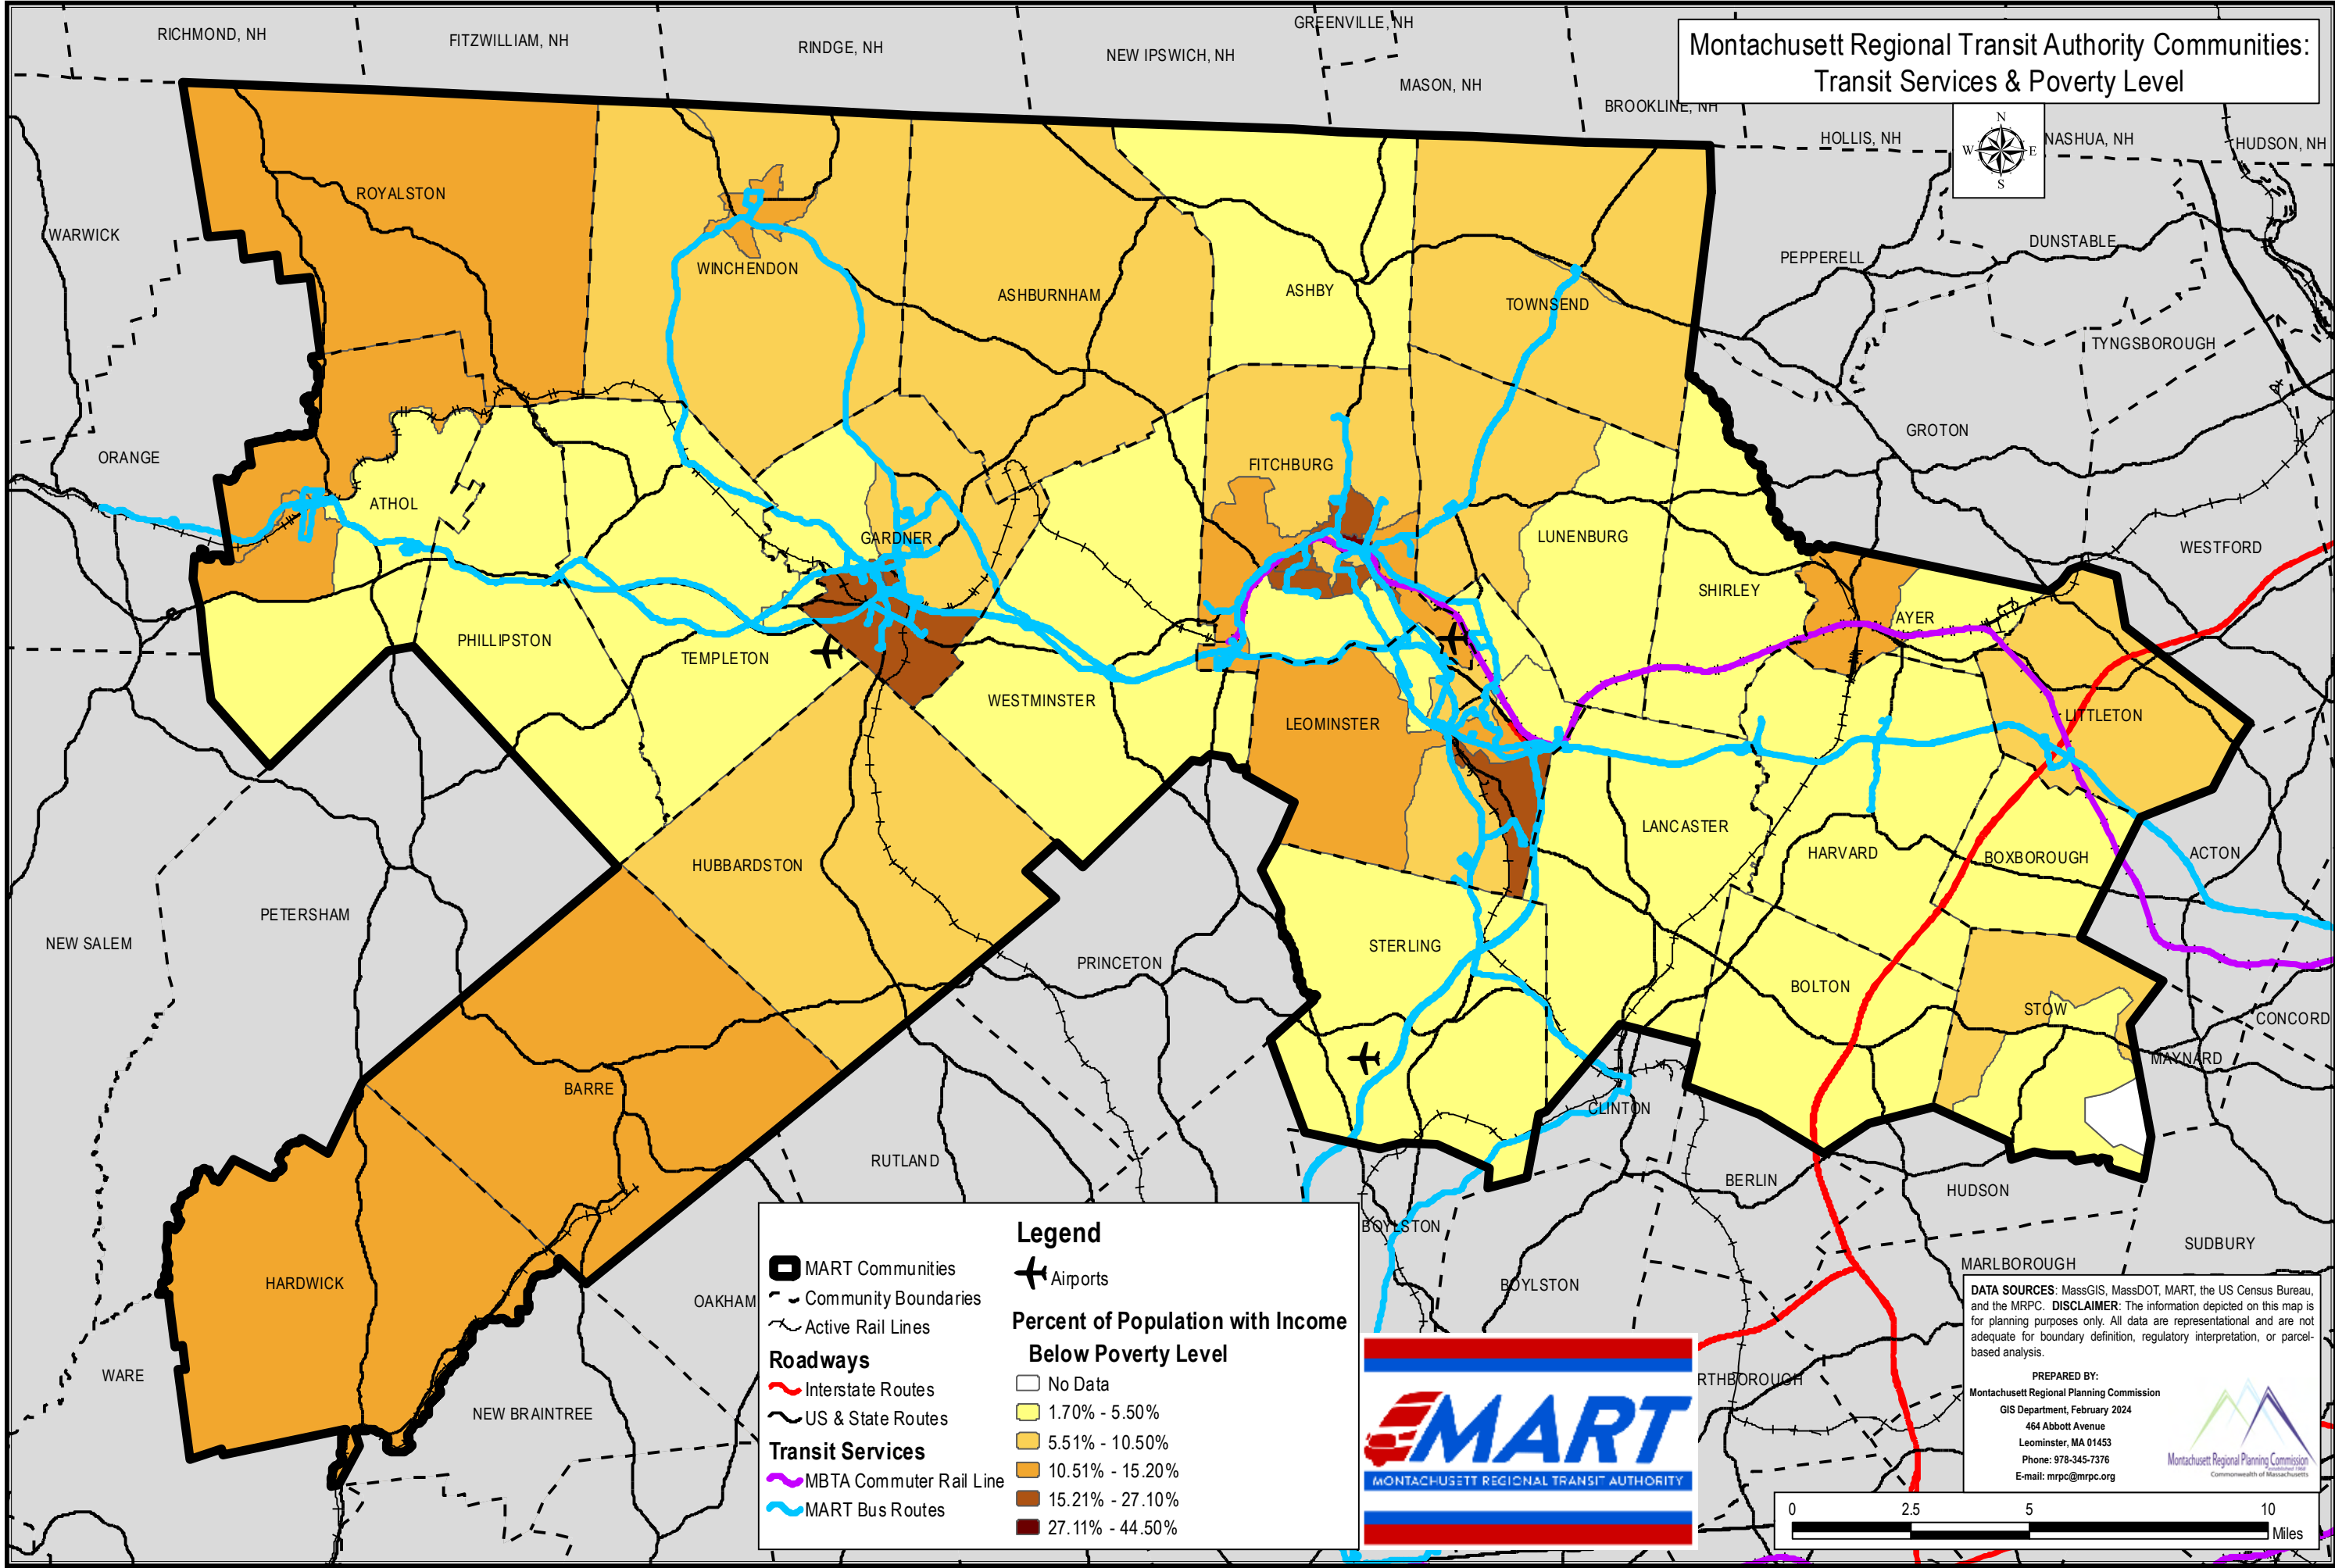 Montachusett Regional Transit Authority Communities:
Transit Services & Poverty Level
RICHMOND, NH
FITZWILLIAM, NH
RINDGE, NH
NEW IPSWICH, NH
GREENVILLE, NH
MASON, NH
BROOKLINE, NH
HOLLIS, NH
NASHUA, NH
HUDSON, NH
N
W
E
S
WARWICK
ROYALSTON
WINCHENDON
ASHBURNHAM
ASHBY
TOWNSEND
PEPPERELL
DUNSTABLE
TYNGSBOROUGH
ORANGE
ATHOL
GARDNER
FITCHBURG
LUNENBURG
GROTON
SHIRLEY
AYER
WESTFORD
PHILLIPSTON
TEMPLETON
WESTMINSTER
LEOMINSTER
LITTLETON
LANCASTER
HARVARD
BOXBOROUGH
ACTON
HUBBARDSTON
PETERSHAM
NEW SALEM
PRINCETON
STERLING
BOLTON
STOW
CONCORD
MAYNARD
BARRE
CLINTON
RUTLAND
BERLIN
HUDSON
BOYLSTON
BOYLSTON
SUDBURY
MARLBOROUGH
HARDWICK
OAKHAM
WARE
NEW BRAINTREE
RTHBOROUGH
Legend
MART Communities
Community Boundaries
Active Rail Lines
Roadways
Interstate Routes
US & State Routes
Transit Services
MBTA Commuter Rail Line
MART Bus Routes
Airports
Percent of Population with Income
Below Poverty Level
No Data
1.70% - 5.50%
5.51% - 10.50%
10.51% - 15.20%
15.21% - 27.10%
27.11% - 44.50%
MART
MONTACHUSETT REGIONAL TRANSIT AUTHORITY
DATA SOURCES: MassGIS, MassDOT, MART, the US Census Bureau,
and the MRPC. DISCLAIMER: The information depicted on this map is
for planning purposes only. All data are representational and are not
adequate for boundary definition, regulatory interpretation, or parcel-
based analysis.
PREPARED BY:
Montachusett Regional Planning Commission
GIS Department, February 2024
464 Abbott Avenue
Leominster, MA 01453
Phone: 978-345-7376
E-mail: mrpc@mrpc.org
Montachusett Regional Planning Commission
Commonwealth of Massachusetts
0 2.5 5 10
Miles